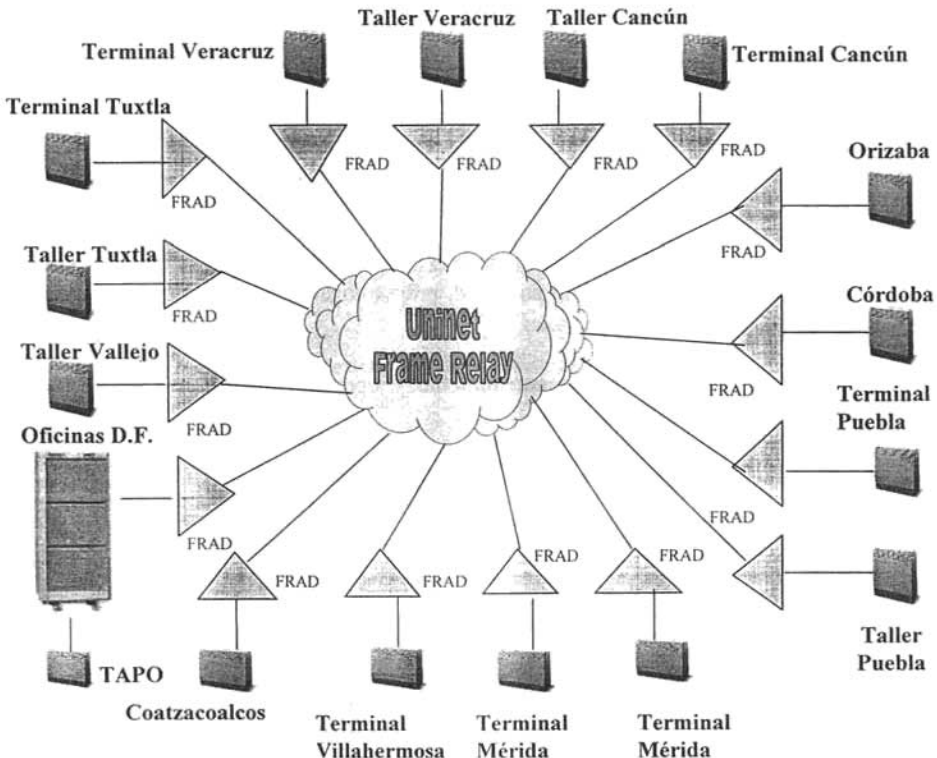 Taller Veracruz
Taller Cancún
Terminal Veracruz
Terminal Cancún
Terminal Tuxtla
FRAD
FRAD
FRAD
FRAD
Orizaba
FRAD
FRAD
Taller Tuxtla
FRAD
Córdoba
Uninet
Frame Relay
Taller Vallejo
FRAD
Terminal
Puebla
FRAD
Oficinas D.F.
FRAD
FRAD
FRAD
FRAD
FRAD
FRAD
FRAD
TAPO
Coatzacoalcos
Terminal
Villahermosa
Terminal
Mérida
Terminal
Mérida
Taller
Puebla